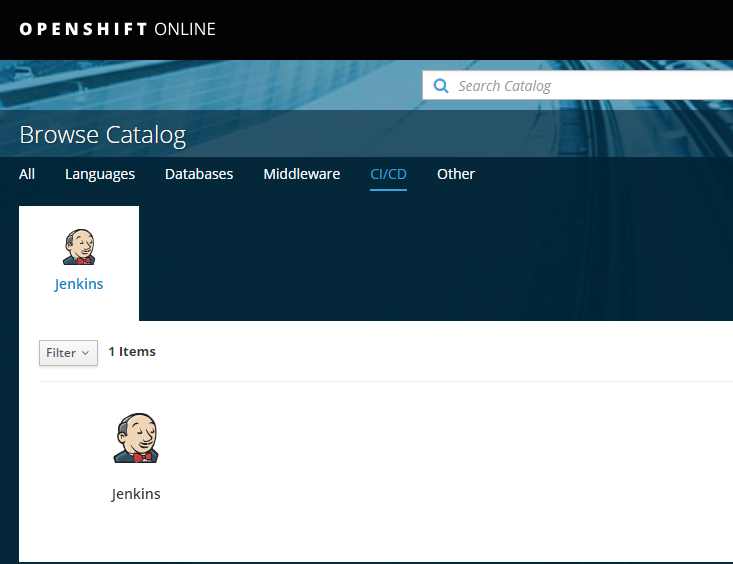 OPENSHIFT ONLINE
Search Catalog
Browse Catalog
All Languages Databases Middleware CI/CD Other
Jenkins
Filter 1 Items
Jenkins